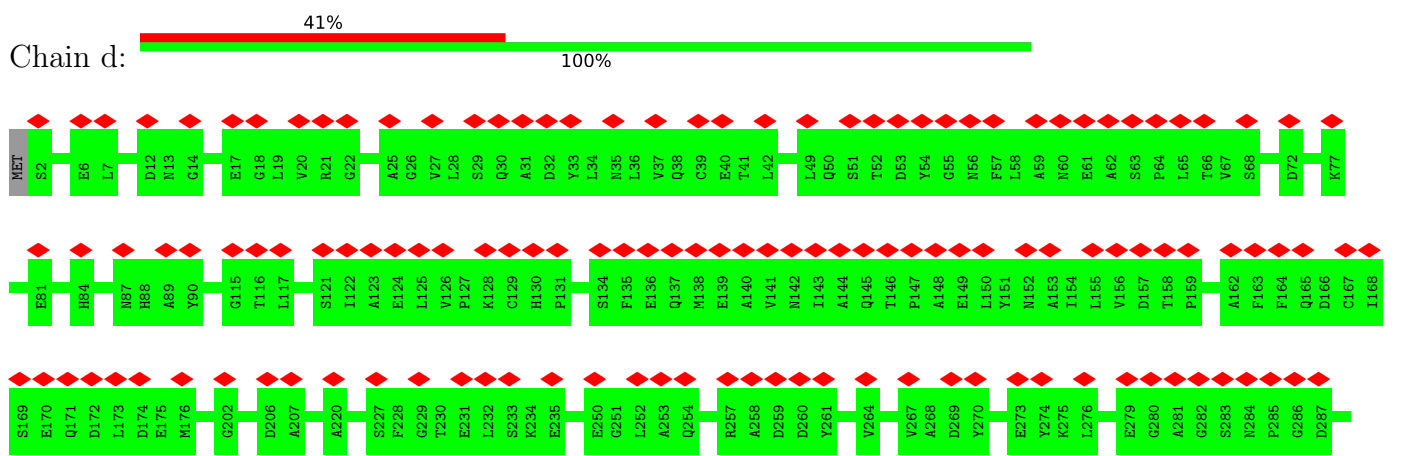 41%
Chain d:
100%
MET S2 E6 L7 D12 N13 G14 E17 G18 L19 V20 R21 G22 A25 G26 V27 L28 S29 Q30 A31 D32 Y33 L34 N35 L36 V37 Q38 C39 E40 T41 L42 L49 Q50 S51 T52 D53 Y54 G55 N56 F57 L58 A59 N60 E61 A62 S63 P64 L65 T66 V67 S68 D72 K77
E81 H84 N87 H88 A89 Y90 G115 T116 L117 S121 I122 A123 E124 L125 V126 P127 K128 C129 H130 P131 S134 F135 E136 Q137 M138 E139 A140 V141 N142 I143 A144 Q145 T146 P147 A148 E149 L150 Y151 N152 A153 I154 L155 V156 D157 T158 P159 A162 F163 F164 Q165 D166 C167 I168
S169 E170 Q171 D172 L173 D174 E175 M176 G202 D206 A207 A220 S227 F228 G229 T230 E231 L232 S233 K234 E235 E250 G251 L252 A253 Q254 R257 A258 D259 D260 Y261 V264 V267 A268 D269 Y270 E273 Y274 K275 L276 E279 G280 A281 G282 S283 N284 P285 G286 D287